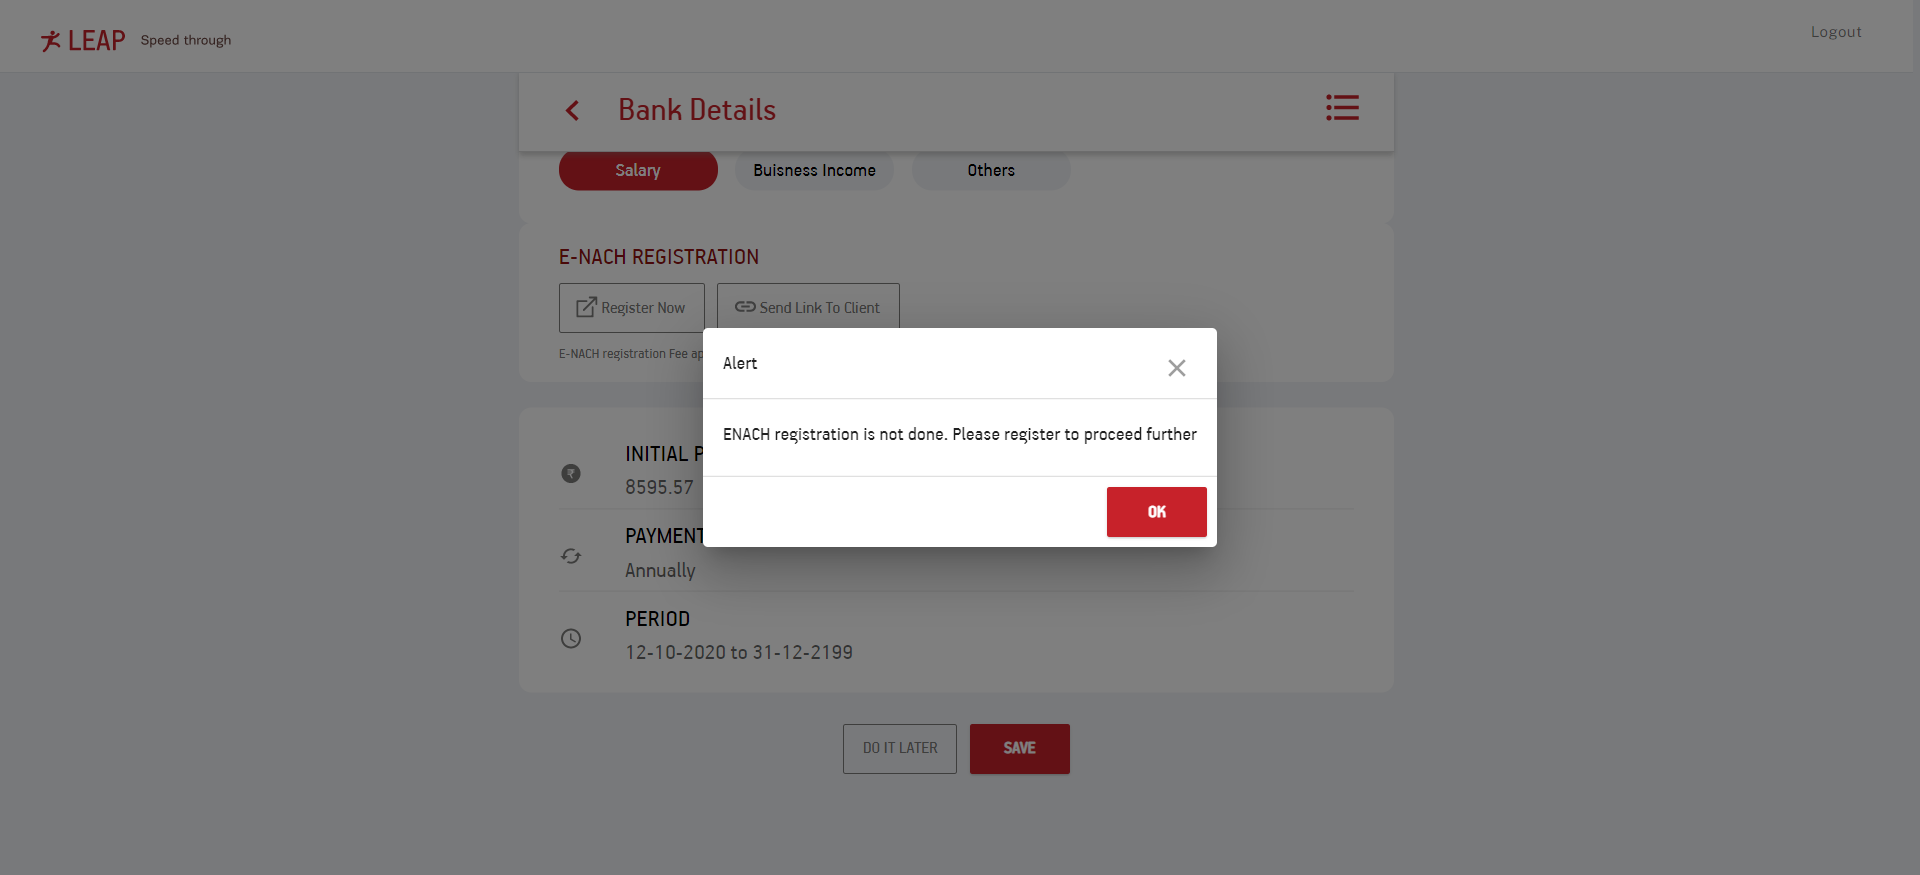 LEAP Speed through
Logout
Bank Details
Salary Buisness Income Others
E-NACH REGISTRATION
Register Now Send Link To Client
E-NACH registration Fee
Alert
ENACH registration is not done. Please register to proceed further
OK
INITIAL
8595.57
PAYMENT
Annually
PERIOD
12-10-2020 to 31-12-2199
DO IT LATER SAVE